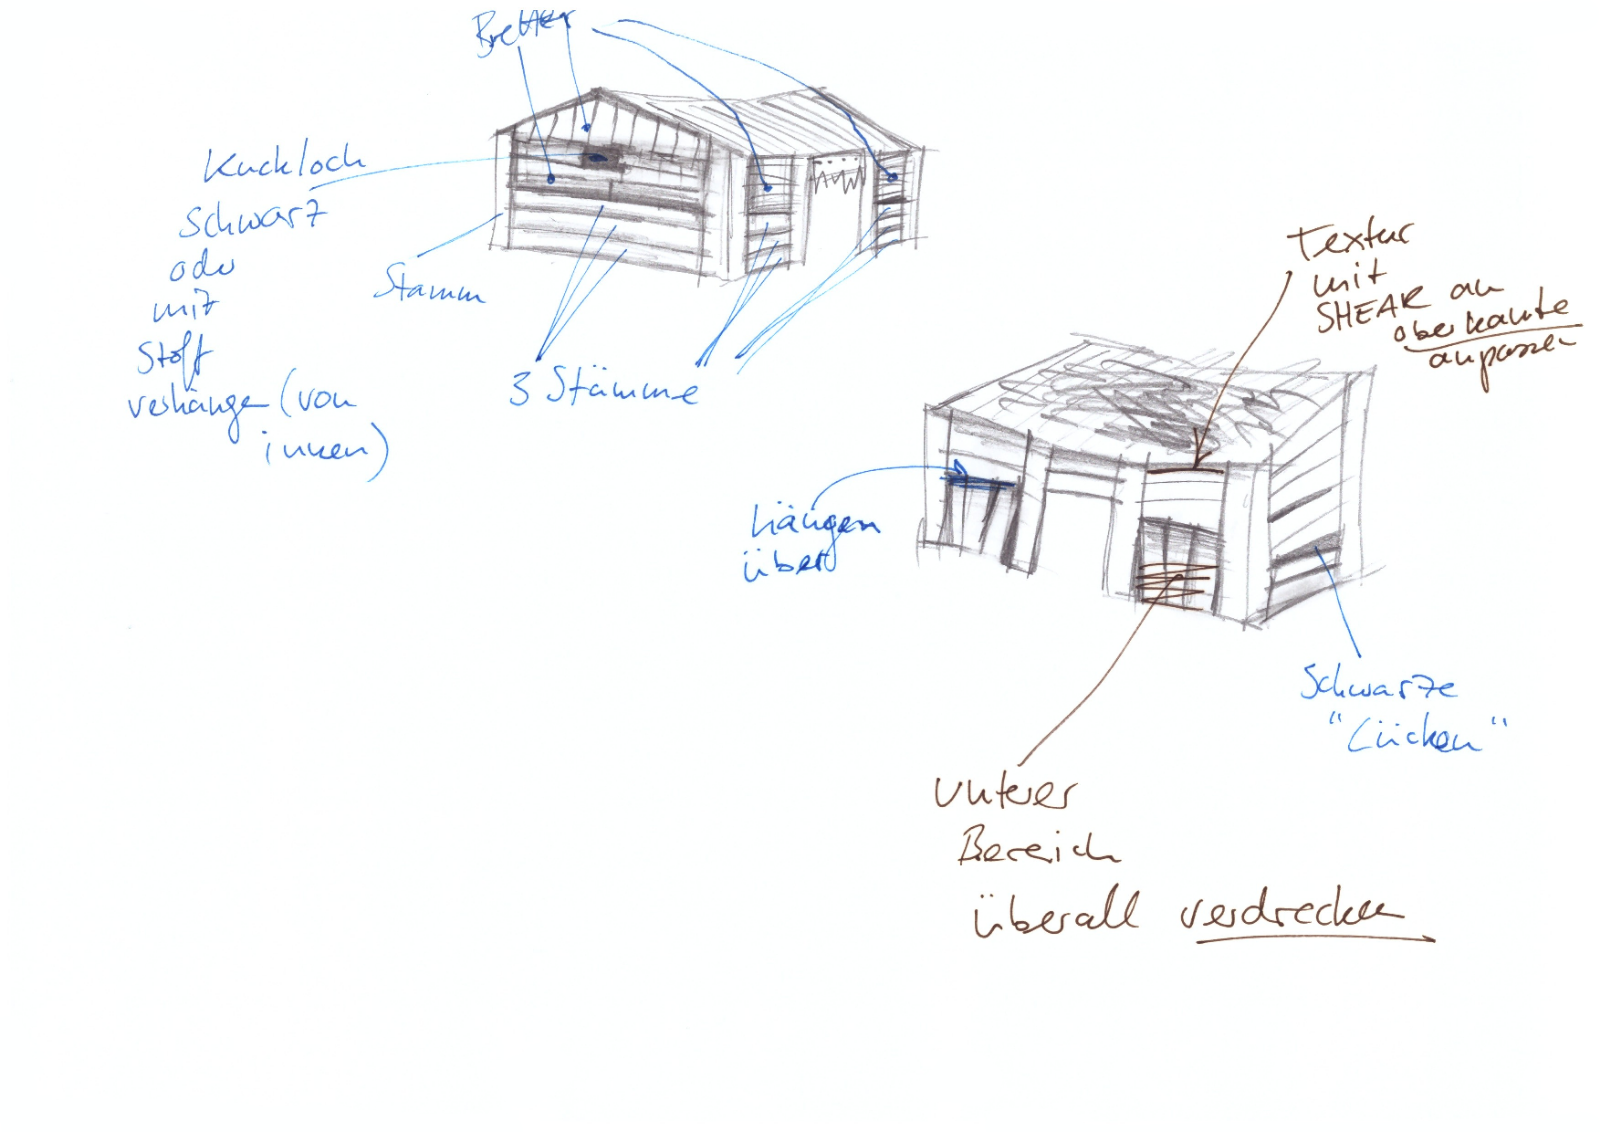 Bretter
Kuckloch
schwarz
oder
mit
Stoff
verhängen (von
innen)
Stamm
3 Stämme
Textur
mit
SHEAR an
oberkante
anpassen
hängen
über
Schwarze
"Lücken"
unterer
Bereich
überall verdrecken